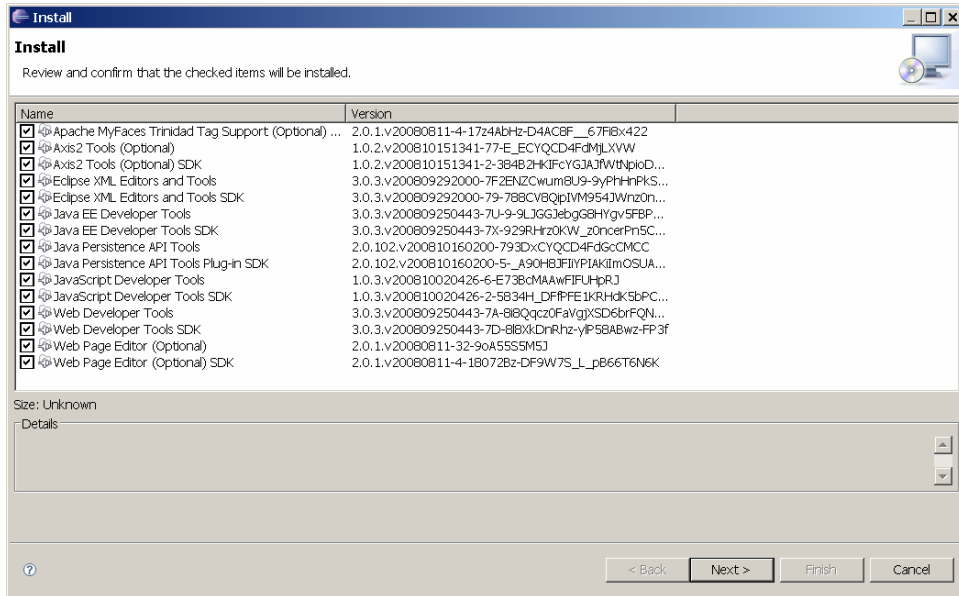 Install
Install
Review and confirm that the checked items will be installed.
Name Version
Apache MyFaces Trinidad Tag Support (Optional) ... 2.0.1.v20080811-4-17z4AbHz-D4AC8F__67Fi8x422
Axis2 Tools (Optional) 1.0.2.v200810151341-77-E_ECYQCD4FdMjLXVW
Axis2 Tools (Optional) SDK 1.0.2.v200810151341-2-384B2HKIFcYGJAJfWtNpioD...
Eclipse XML Editors and Tools 3.0.3.v200809292000-7F2ENZCwum8U9-9yPhHnPkS...
Eclipse XML Editors and Tools SDK 3.0.3.v200809292000-79-788CV8QipIVM954JWnz0n...
Java EE Developer Tools 3.0.3.v200809250443-7U-9-9LJGGJebgG8HYgv5FBP...
Java EE Developer Tools SDK 3.0.3.v200809250443-7X-929RHrz0KW_z0ncerPn5C...
Java Persistence API Tools 2.0.102.v200810160200-793DxCYQCD4FdGcCMCC
Java Persistence API Tools Plug-in SDK 2.0.102.v200810160200-5-_A90H8JFIiYPIAKiImOSUA...
JavaScript Developer Tools 1.0.3.v200810020426-6-E73BcMAAwFIFUHpRJ
JavaScript Developer Tools SDK 1.0.3.v200810020426-2-5834H_DFfPFE1KRHdK5bPC...
Web Developer Tools 3.0.3.v200809250443-7A-8i8Qqcz0FaVgjXSD6brFQN...
Web Developer Tools SDK 3.0.3.v200809250443-7D-8l8XkDnRhz-ylP58ABwz-FP3f
Web Page Editor (Optional) 2.0.1.v20080811-32-9oA55S5M5J
Web Page Editor (Optional) SDK 2.0.1.v20080811-4-18072Bz-DF9W7S_L_pB66T6N6K
Size: Unknown
Details
< Back Next > Finish Cancel